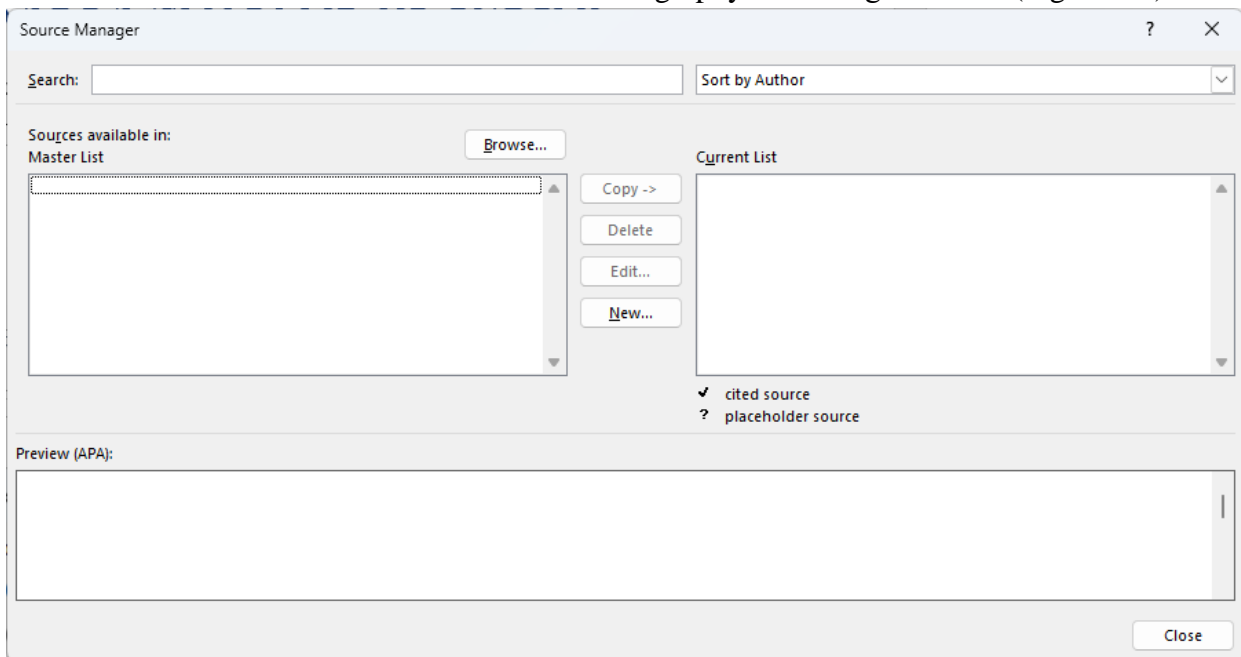 Source Manager ?
Search: Sort by Author
Sources available in:
Master List
Browse...
Current List
Copy ->
Delete
Edit...
New...
cited source
? placeholder source
Preview (APA):
Close